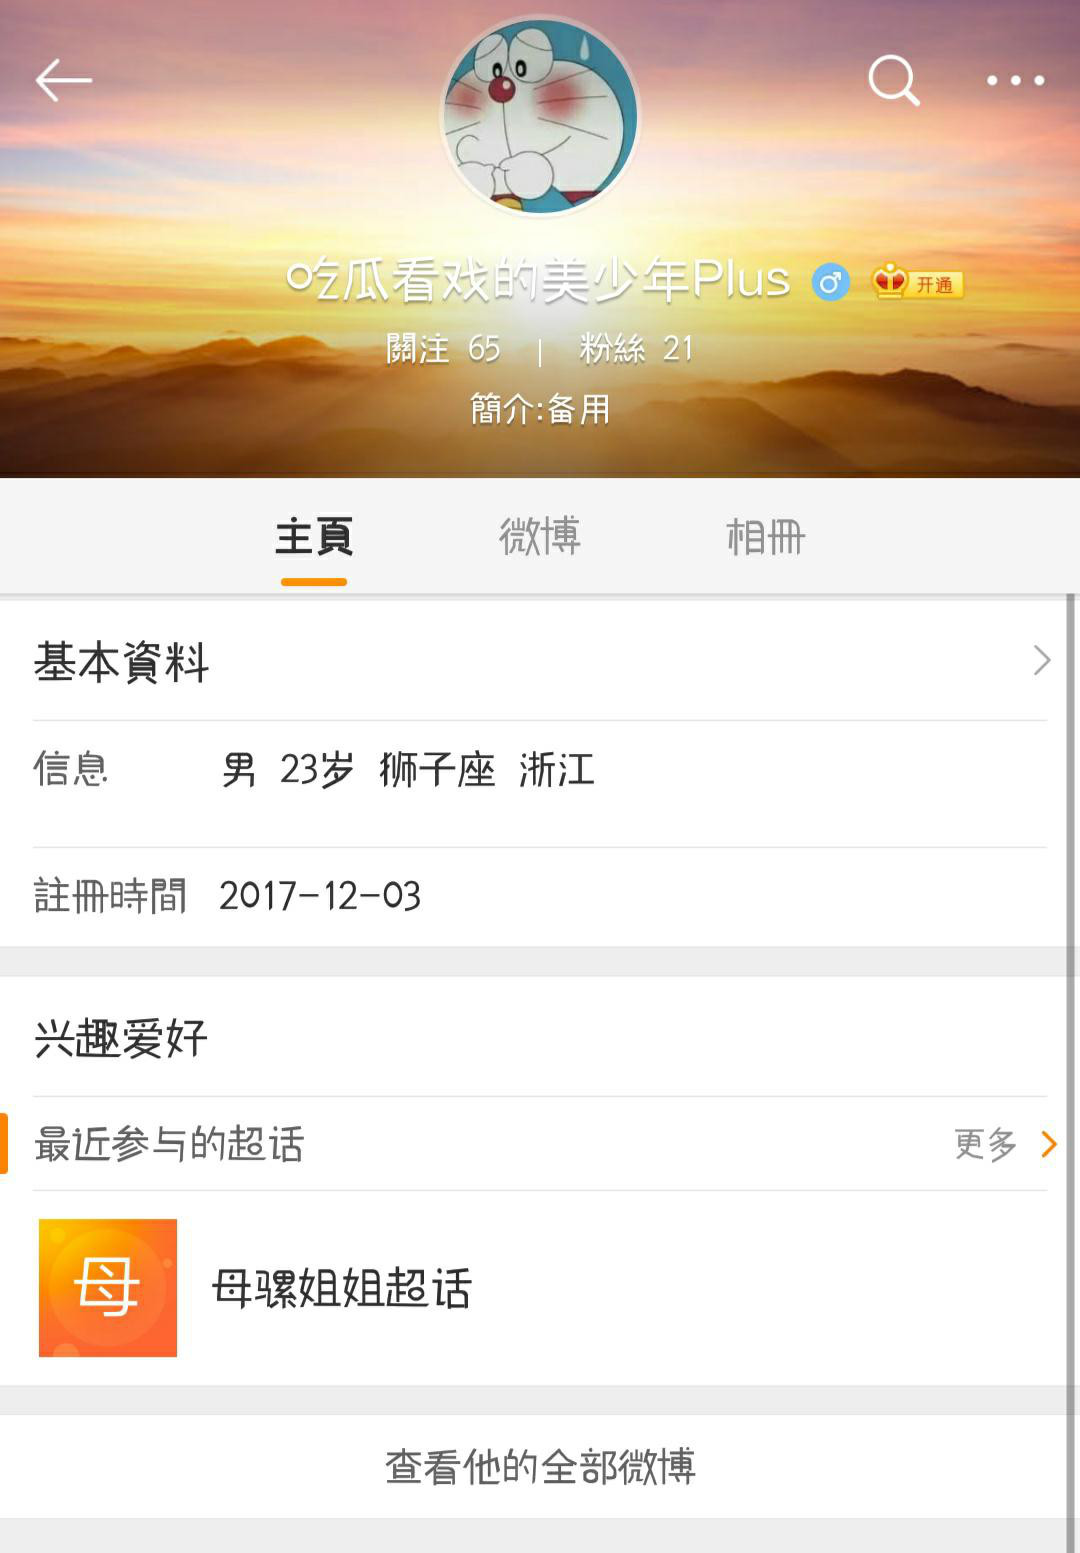 吃瓜看戏的美少年Plus 开通
關注 65 | 粉絲 21
簡介:备用
主頁 微博 相冊
基本資料
信息 男 23岁 狮子座 浙江
註冊時間 2017-12-03
兴趣爱好
最近参与的超话 更多
母 母骡姐姐超话
查看他的全部微博